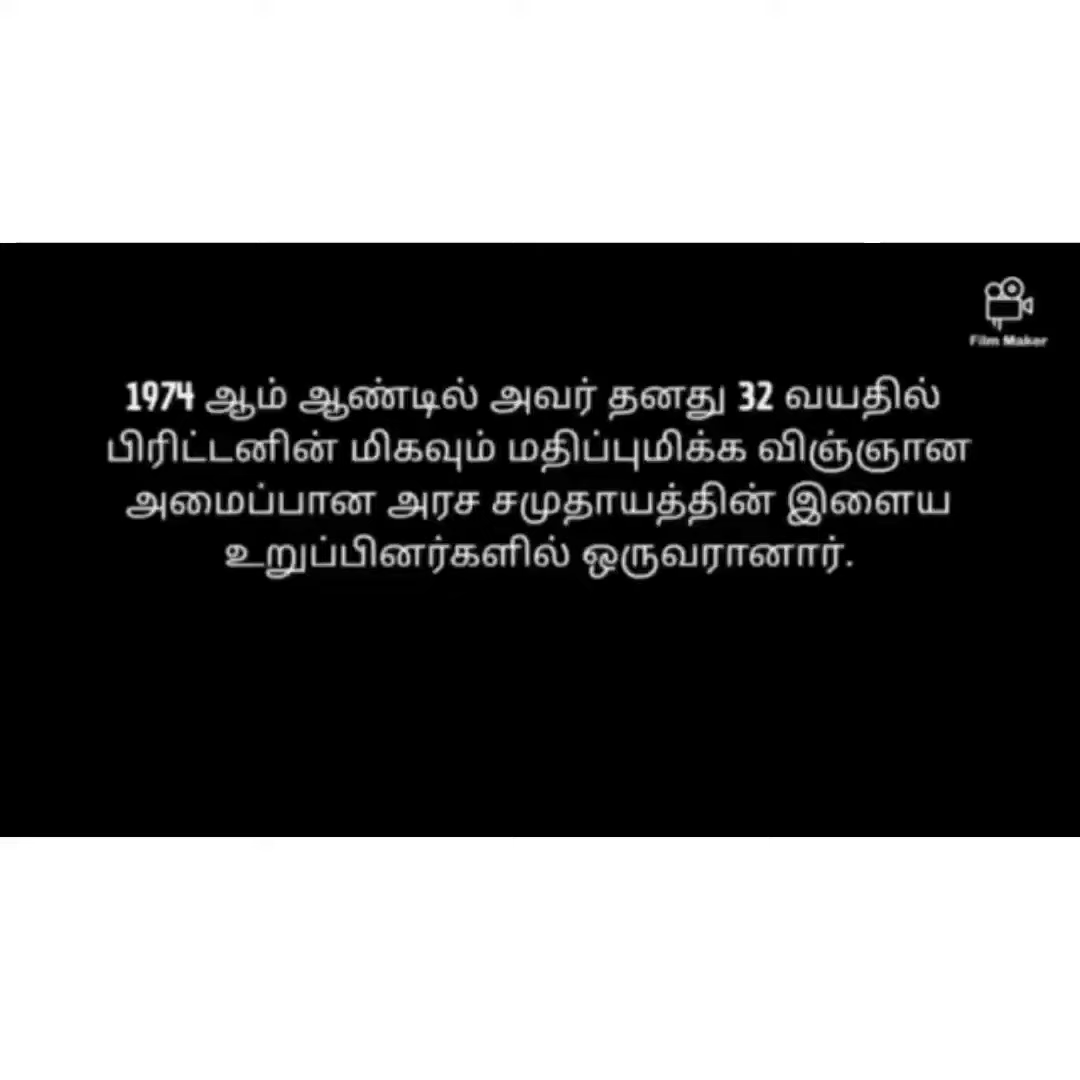 Film Maker
1974 ஆம் ஆண்டில் அவர் தனது 32 வயதில்
பிரிட்டனின் மிகவும் மதிப்புமிக்க விஞ்ஞான
அமைப்பான அரச சமுதாயத்தின் இளைய
உறுப்பினர்களில் ஒருவரானார்.